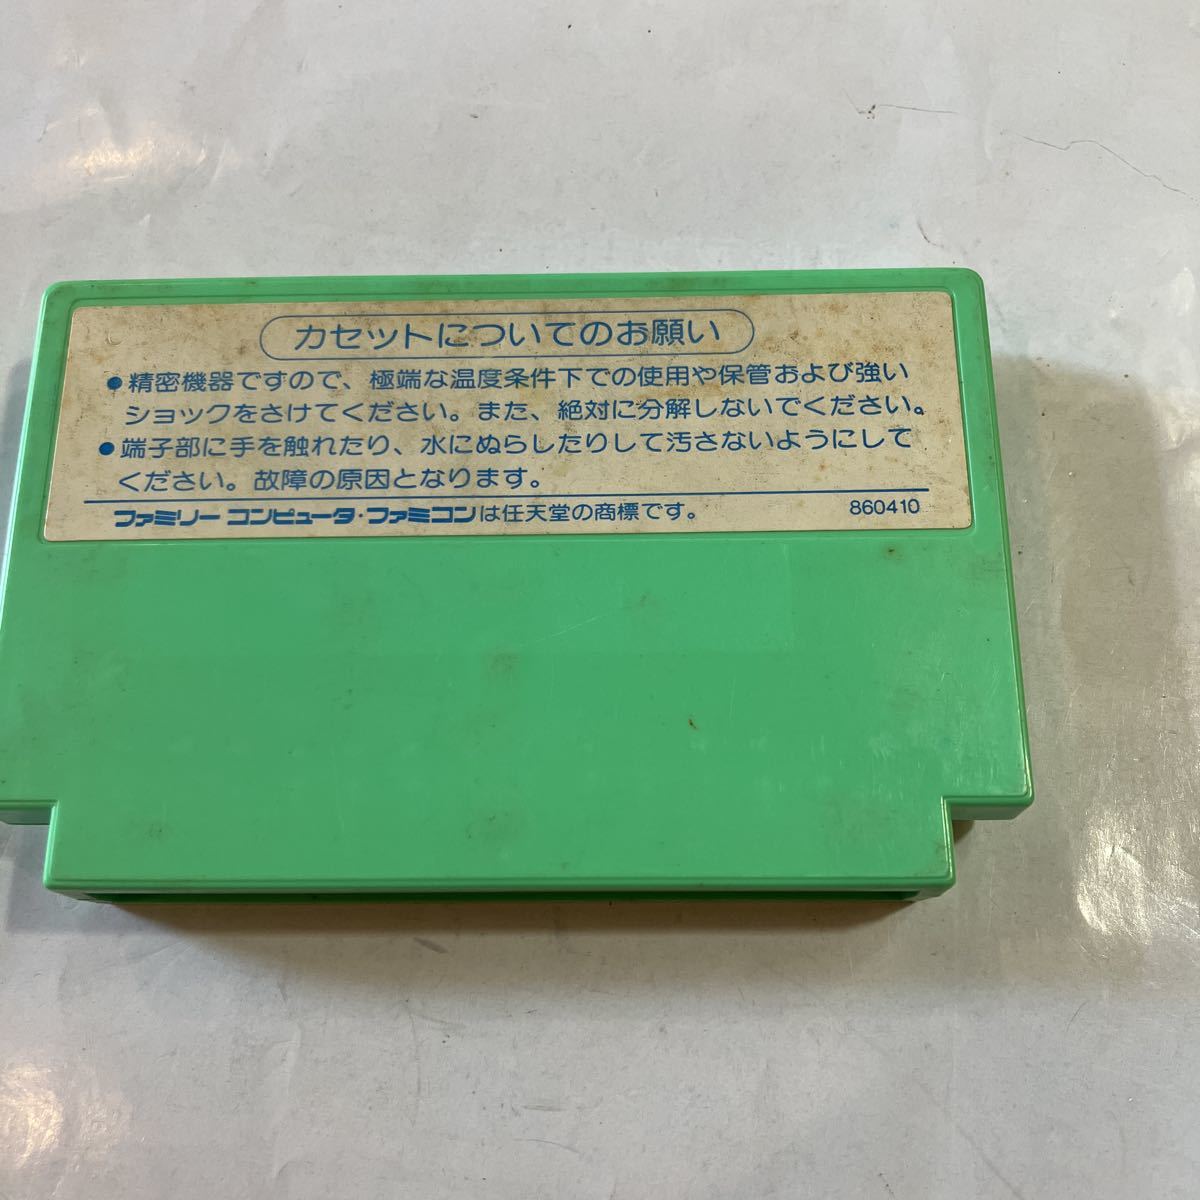 カセットについてのお願い
●精密機器ですので、極端な温度条件下での使用や保管および強い
ショックをさけてください。また、絶対に分解しないでください。
●端子部に手を触れたり、水にぬらしたりして汚さないようにして
ください。故障の原因となります。
ファミリーコンピュータ・ファミコンは任天堂の商標です。 860410